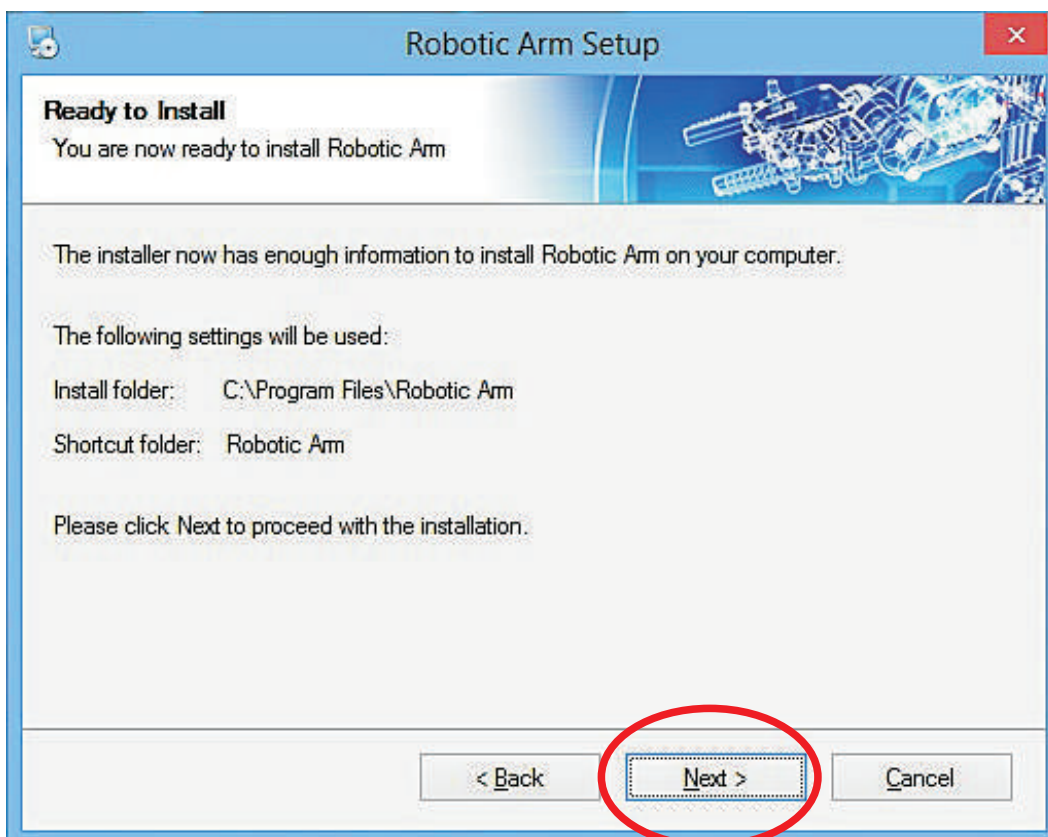 Robotic Arm Setup
Ready to Install
You are now ready to install Robotic Arm
The installer now has enough information to install Robotic Arm on your computer.
The following settings will be used:
Install folder: C:\Program Files\Robotic Arm
Shortcut folder: Robotic Arm
Please click Next to proceed with the installation.
< Back Next > Cancel